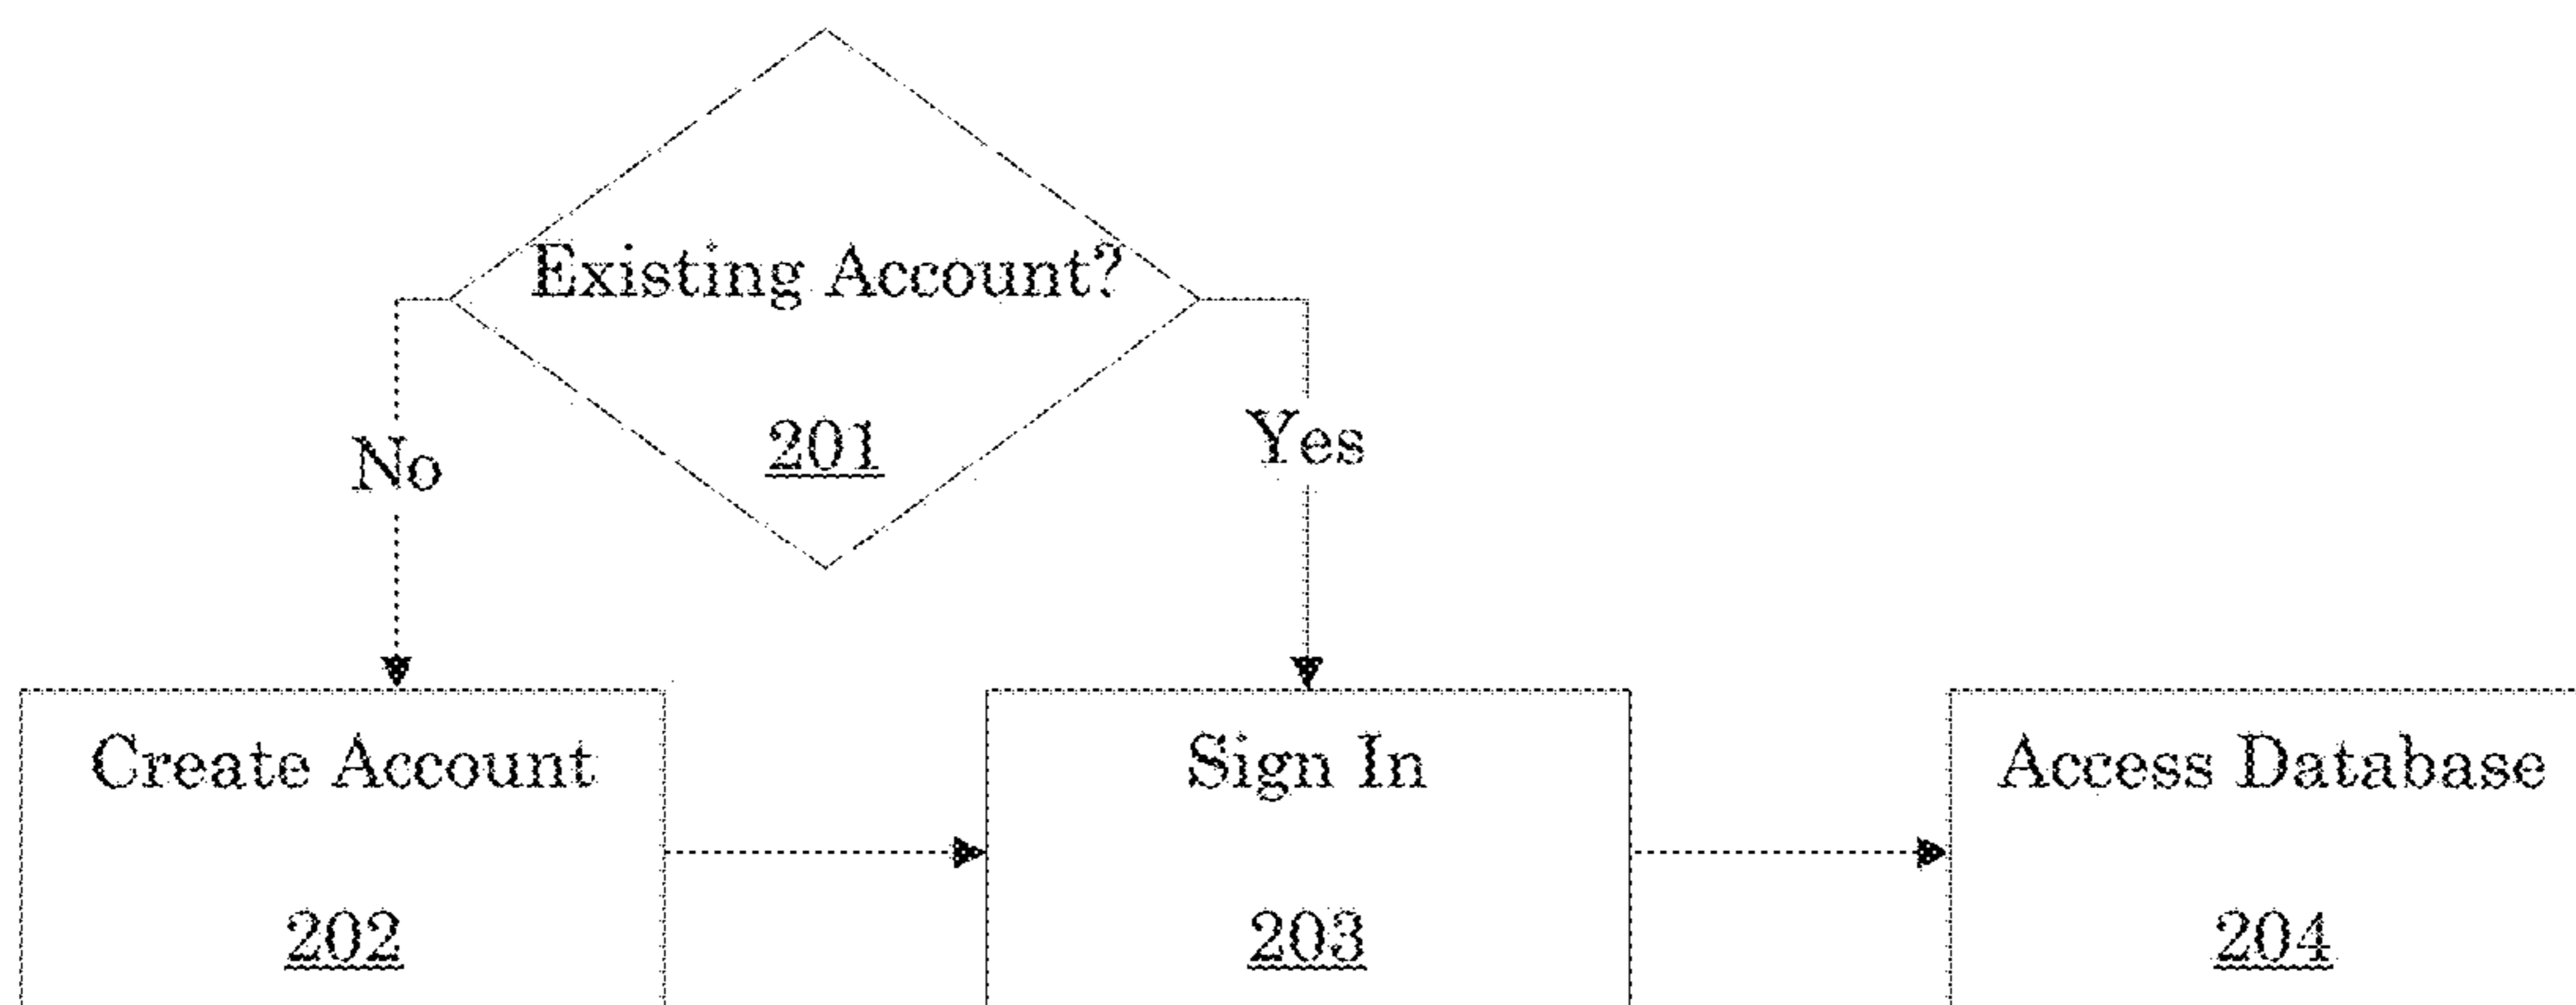 Existing Account?
201
No
Yes
Create Account
202
Sign In
203
Access Database
204